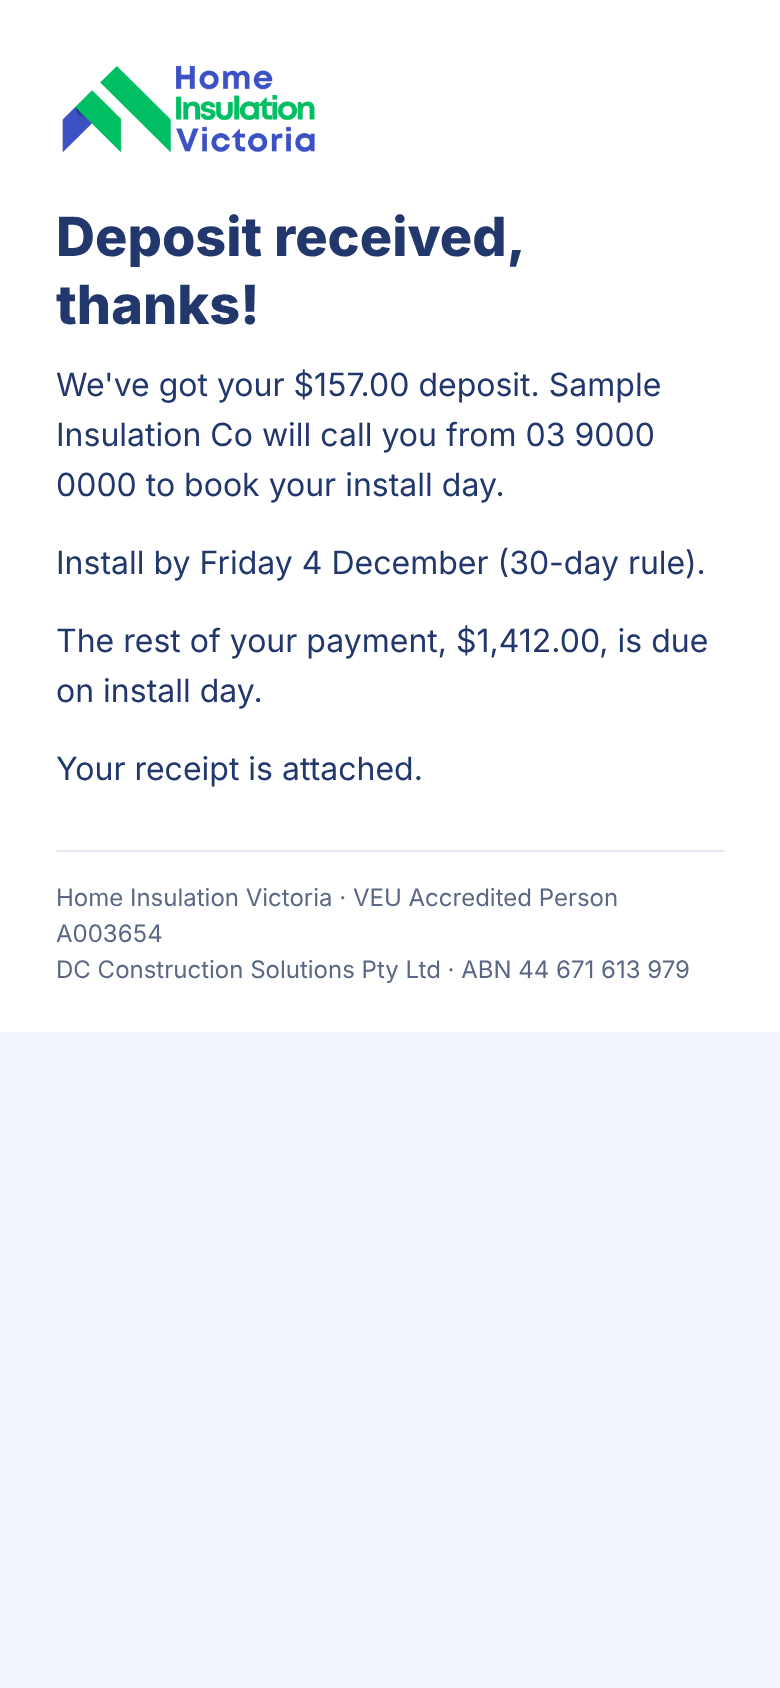 Home
Insulation
Victoria
Deposit received,
thanks!
We've got your $157.00 deposit. Sample
Insulation Co will call you from 03 9000
0000 to book your install day.
Install by Friday 4 December (30-day rule).
The rest of your payment, $1,412.00, is due
on install day.
Your receipt is attached.
Home Insulation Victoria · VEU Accredited Person
A003654
DC Construction Solutions Pty Ltd · ABN 44 671 613 979